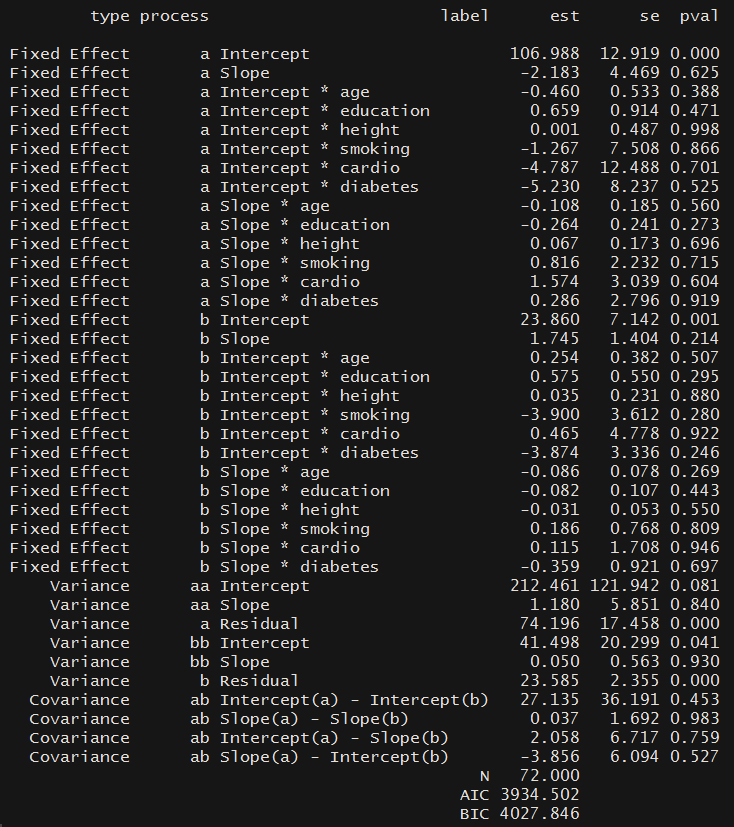 type process label est se pval
Fixed Effect a Intercept 106.988 12.919 0.000
Fixed Effect a Slope -2.183 4.469 0.625
Fixed Effect a Intercept * age -0.460 0.533 0.388
Fixed Effect a Intercept * education 0.659 0.914 0.471
Fixed Effect a Intercept * height 0.001 0.487 0.998
Fixed Effect a Intercept * smoking -1.267 7.508 0.866
Fixed Effect a Intercept * cardio -4.787 12.488 0.701
Fixed Effect a Intercept * diabetes -5.230 8.237 0.525
Fixed Effect a Slope * age -0.108 0.185 0.560
Fixed Effect a Slope * education -0.264 0.241 0.273
Fixed Effect a Slope * height 0.067 0.173 0.696
Fixed Effect a Slope * smoking 0.816 2.232 0.715
Fixed Effect a Slope * cardio 1.574 3.039 0.604
Fixed Effect a Slope * diabetes 0.286 2.796 0.919
Fixed Effect b Intercept 23.860 7.142 0.001
Fixed Effect b Slope 1.745 1.404 0.214
Fixed Effect b Intercept * age 0.254 0.382 0.507
Fixed Effect b Intercept * education 0.575 0.550 0.295
Fixed Effect b Intercept * height 0.035 0.231 0.880
Fixed Effect b Intercept * smoking -3.900 3.612 0.280
Fixed Effect b Intercept * cardio 0.465 4.778 0.922
Fixed Effect b Intercept * diabetes -3.874 3.336 0.246
Fixed Effect b Slope * age -0.086 0.078 0.269
Fixed Effect b Slope * education -0.082 0.107 0.443
Fixed Effect b Slope * height -0.031 0.053 0.550
Fixed Effect b Slope * smoking 0.186 0.768 0.809
Fixed Effect b Slope * cardio 0.115 1.708 0.946
Fixed Effect b Slope * diabetes -0.359 0.921 0.697
Variance aa Intercept 212.461 121.942 0.081
Variance aa Slope 1.180 5.851 0.840
Variance a Residual 74.196 17.458 0.000
Variance bb Intercept 41.498 20.299 0.041
Variance bb Slope 0.050 0.563 0.930
Variance b Residual 23.585 2.355 0.000
Covariance ab Intercept(a) - Intercept(b) 27.135 36.191 0.453
Covariance ab Slope(a) - Slope(b) 0.037 1.692 0.983
Covariance ab Intercept(a) - Slope(b) 2.058 6.717 0.759
Covariance ab Slope(a) - Intercept(b) -3.856 6.094 0.527
N 72.000
AIC 3934.502
BIC 4027.846